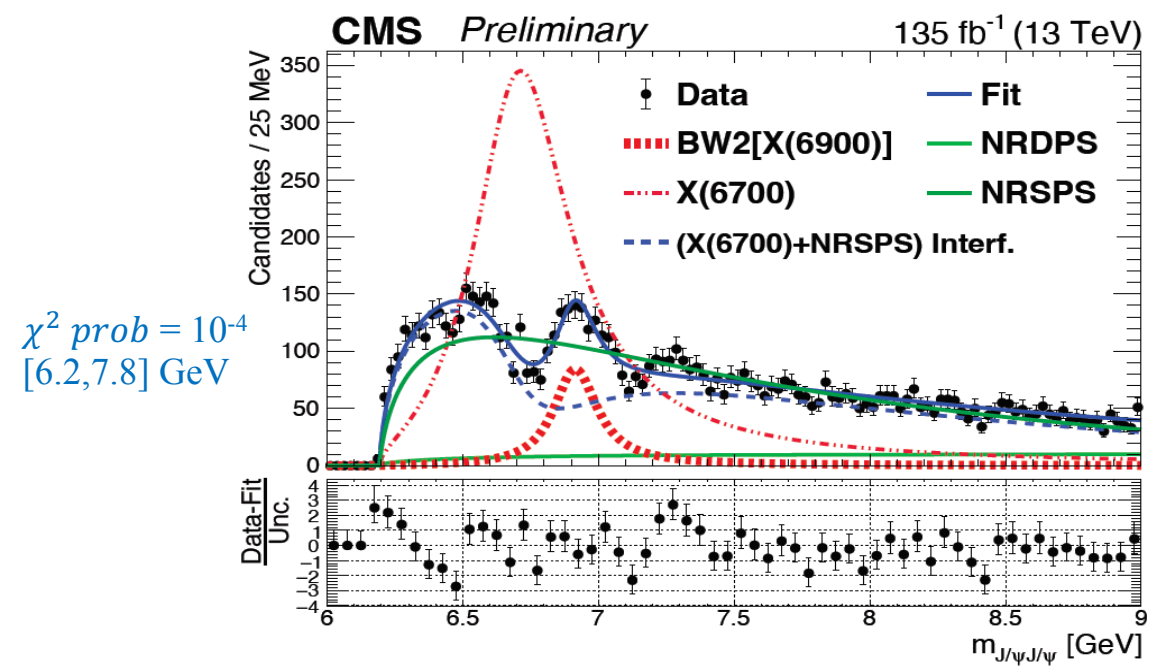 CMS Preliminary 135 fb⁻¹ (13 TeV)
Candidates / 25 MeV
350
300
250
200
150
100
50
0
Data
BW2[X(6900)]
X(6700)
(X(6700)+NRSPS) Interf.
Fit
NRDPS
NRSPS
χ² prob = 10⁻⁴
[6.2,7.8] GeV
Data-Fit
Unc.
4
3
2
1
0
−1
−2
−3
−4
6 6.5 7 7.5 8 8.5 9
m J/ψJ/ψ [GeV]